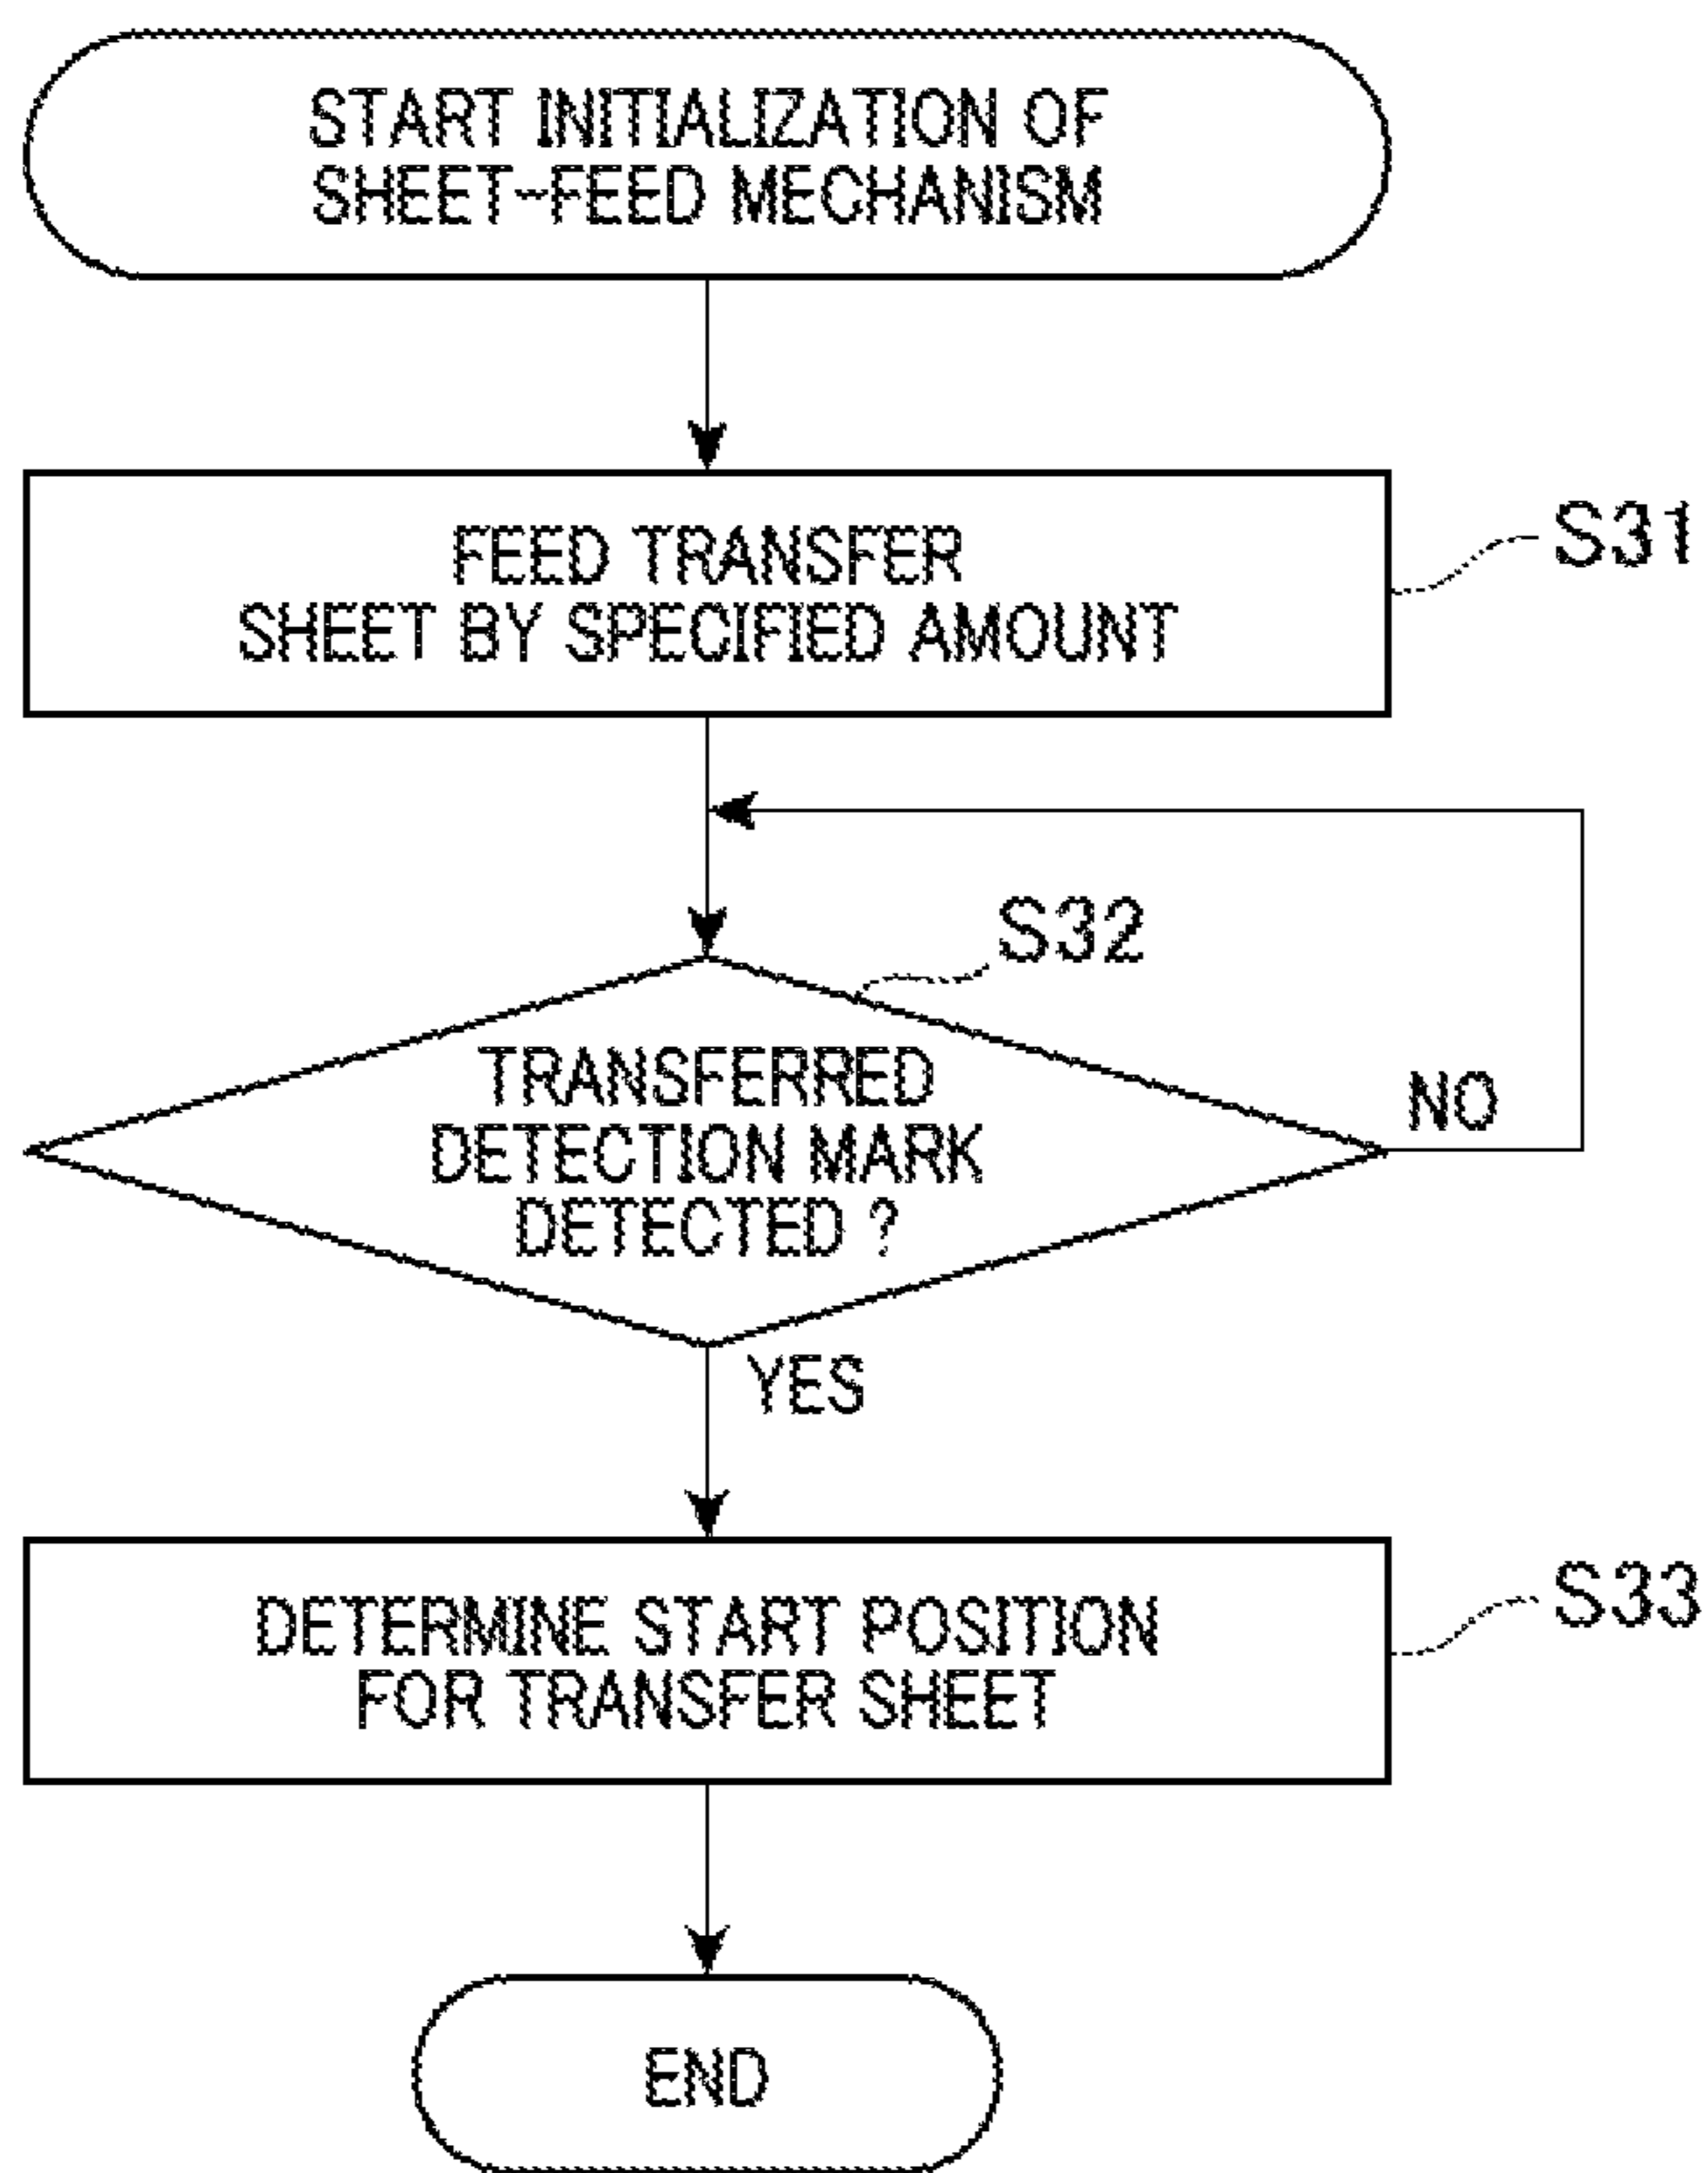 START INITIALIZATION OF
SHEET-FEED MECHANISM
FEED TRANSFER
SHEET BY SPECIFIED AMOUNT
S31
S32
TRANSFERRED
DETECTION MARK
DETECTED ?
NO
YES
DETERMINE START POSITION
FOR TRANSFER SHEET
S33
END